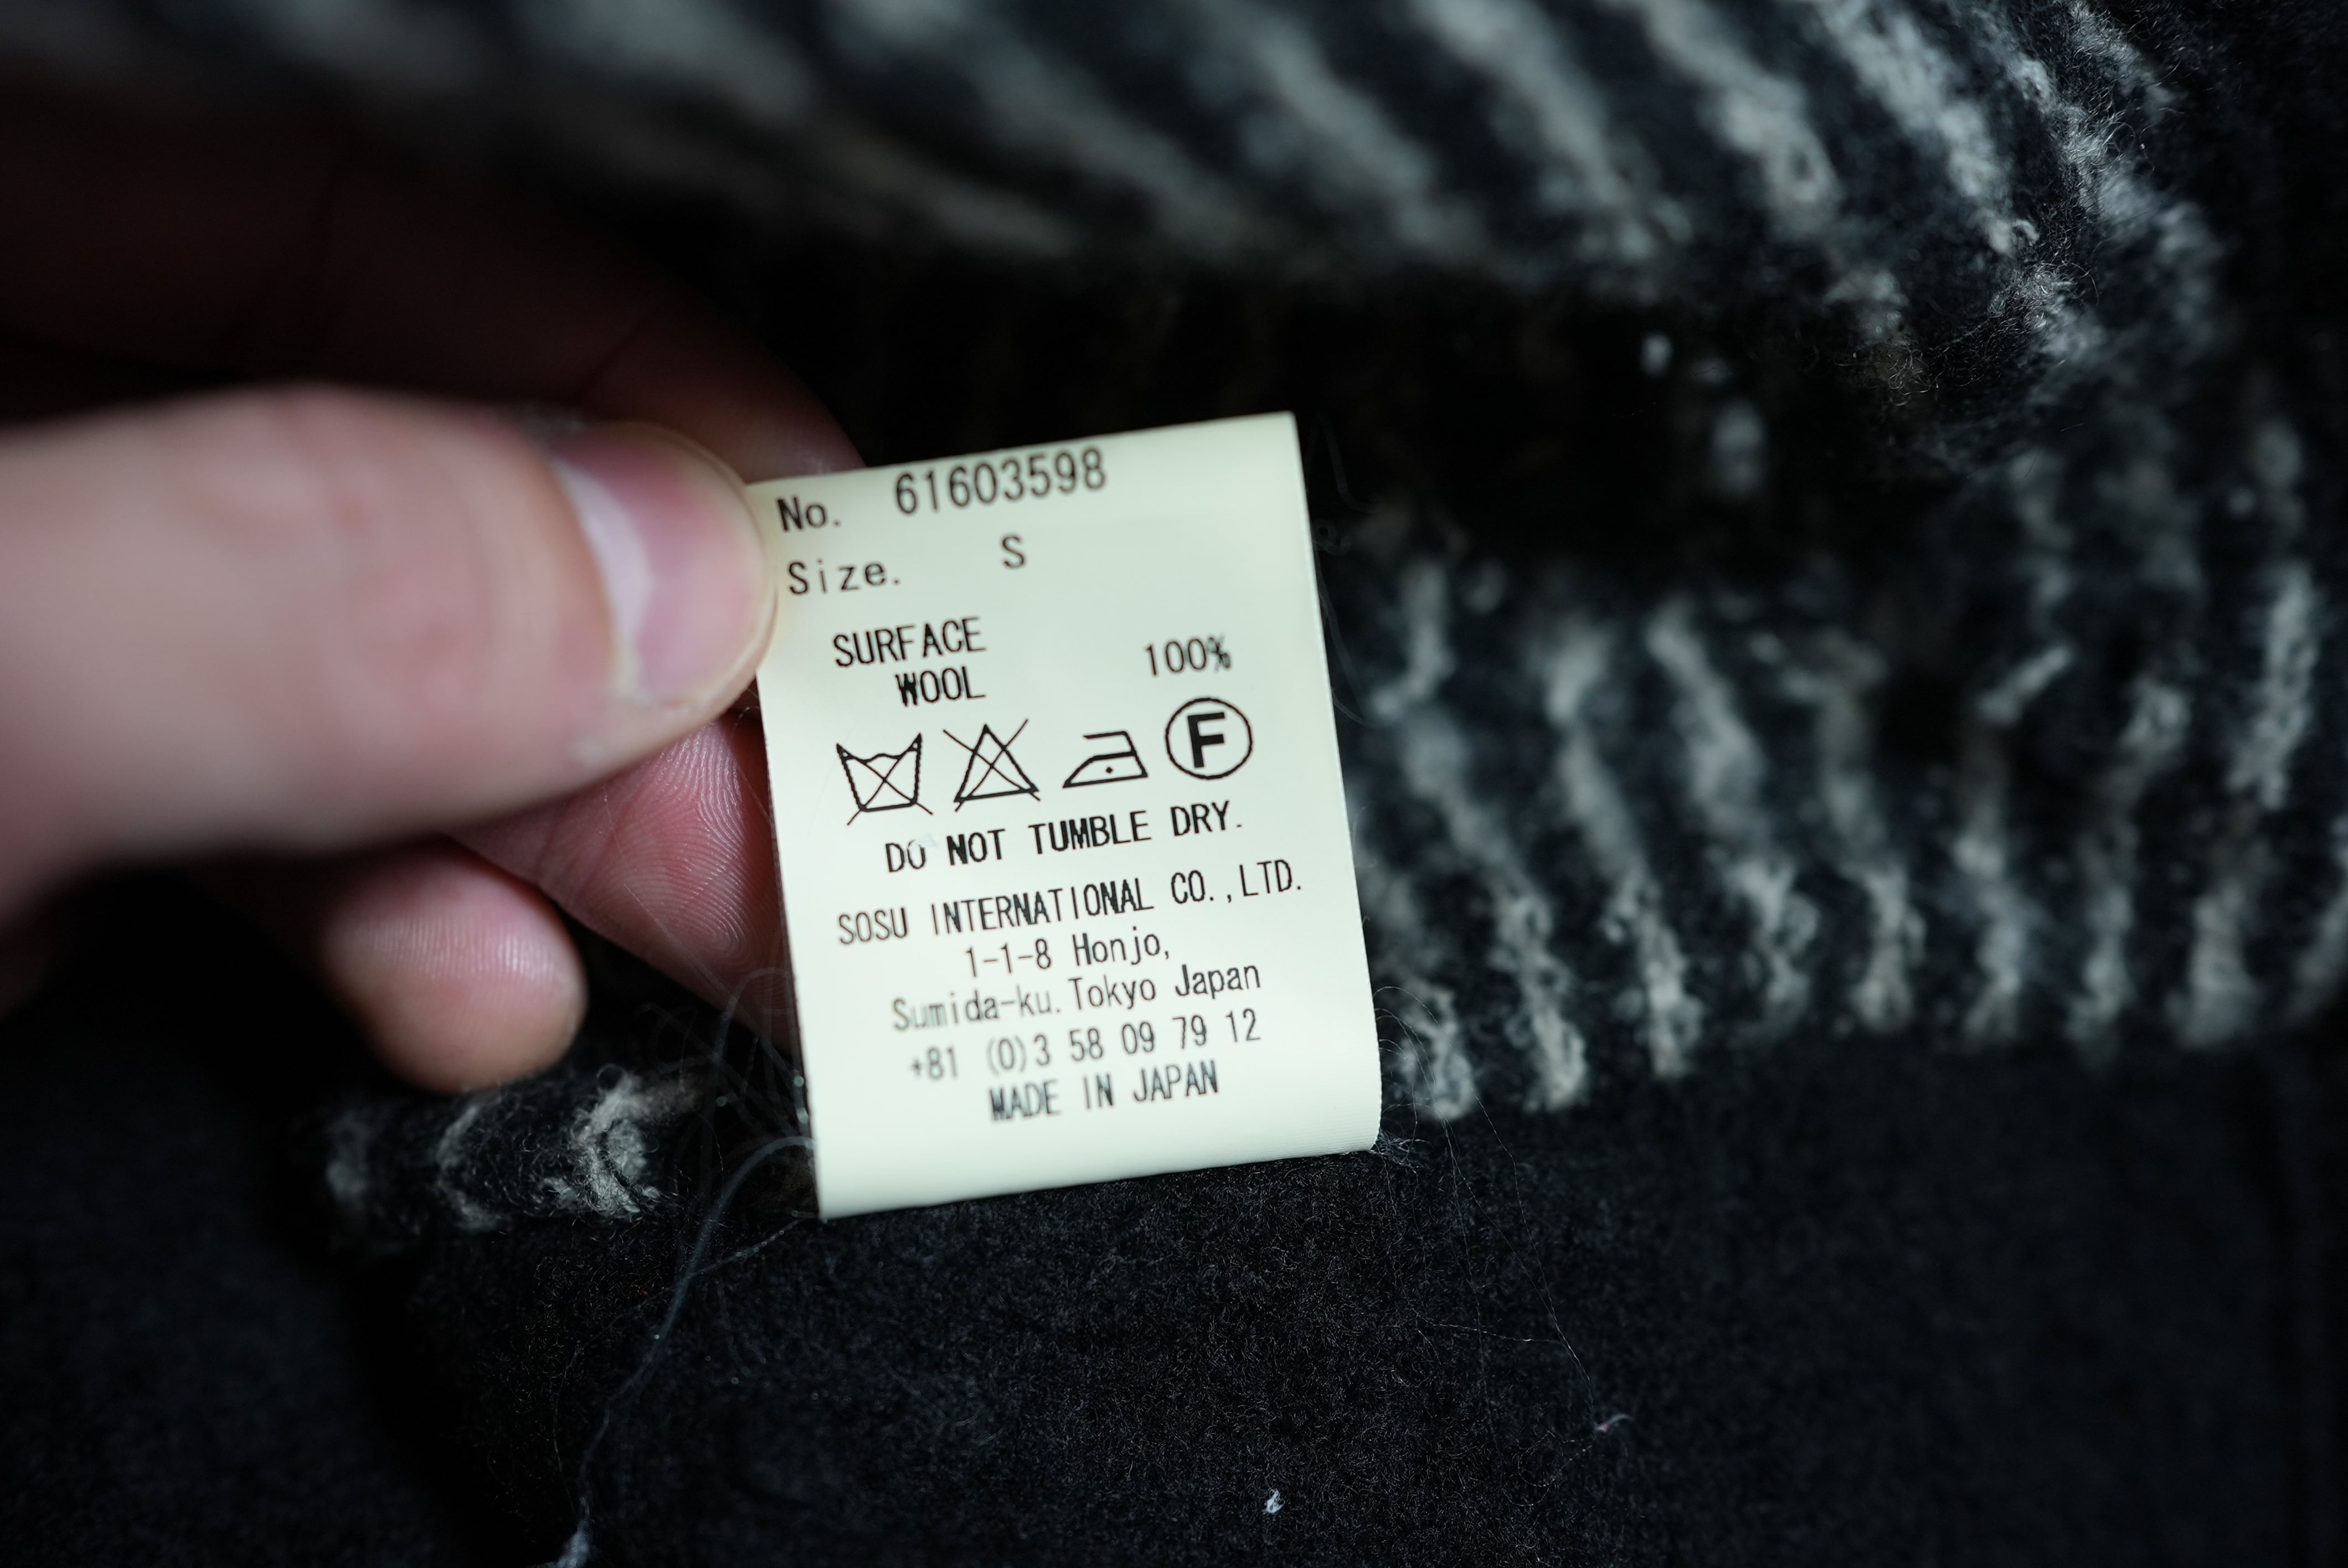 No. 61603598
Size. S
SURFACE
WOOL 100%
F
DO NOT TUMBLE DRY.
SOSU INTERNATIONAL CO.,LTD.
1-1-8 Honjo,
Sumida-ku. Tokyo Japan
+81 (0)3 58 09 79 12
MADE IN JAPAN